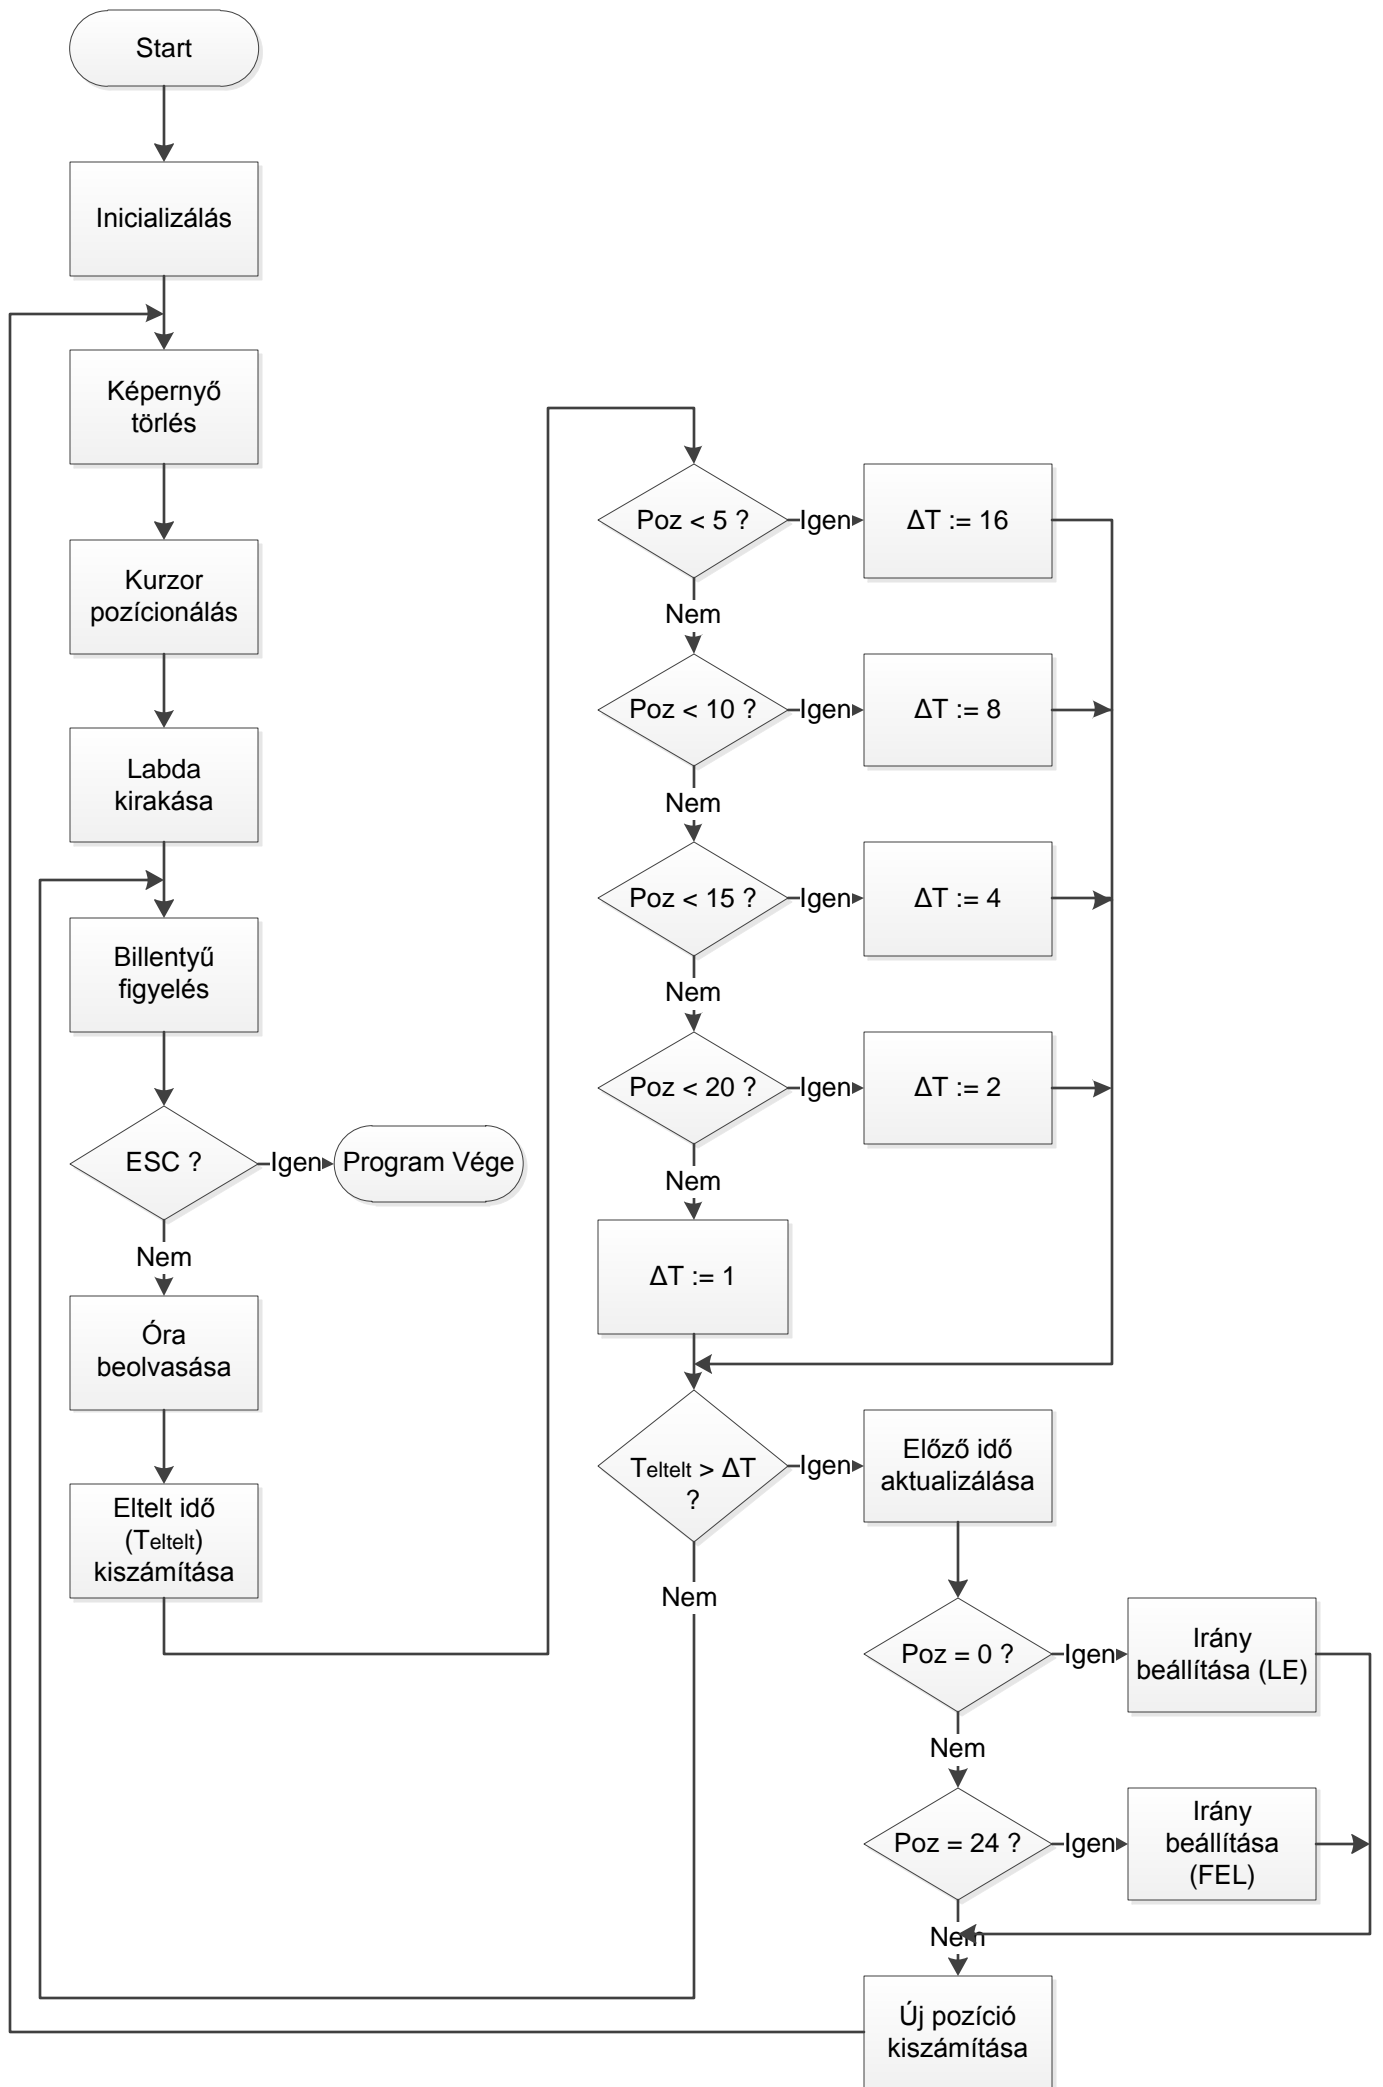 Start
Inicializálás
Képernyő
törlés
Kurzor
pozícionálás
Labda
kirakása
Billentyű
figyelés
ESC ?
Igen
Program Vége
Nem
Óra
beolvasása
Eltelt idő
(Teltelt)
kiszámítása
Poz < 5 ?
Igen
ΔT := 16
Nem
Poz < 10 ?
Igen
ΔT := 8
Nem
Poz < 15 ?
Igen
ΔT := 4
Nem
Poz < 20 ?
Igen
ΔT := 2
Nem
ΔT := 1
Teltelt > ΔT
?
Igen
Előző idő
aktualizálása
Nem
Poz = 0 ?
Igen
Irány
beállítása (LE)
Nem
Poz = 24 ?
Igen
Irány
beállítása
(FEL)
Nem
Új pozíció
kiszámítása